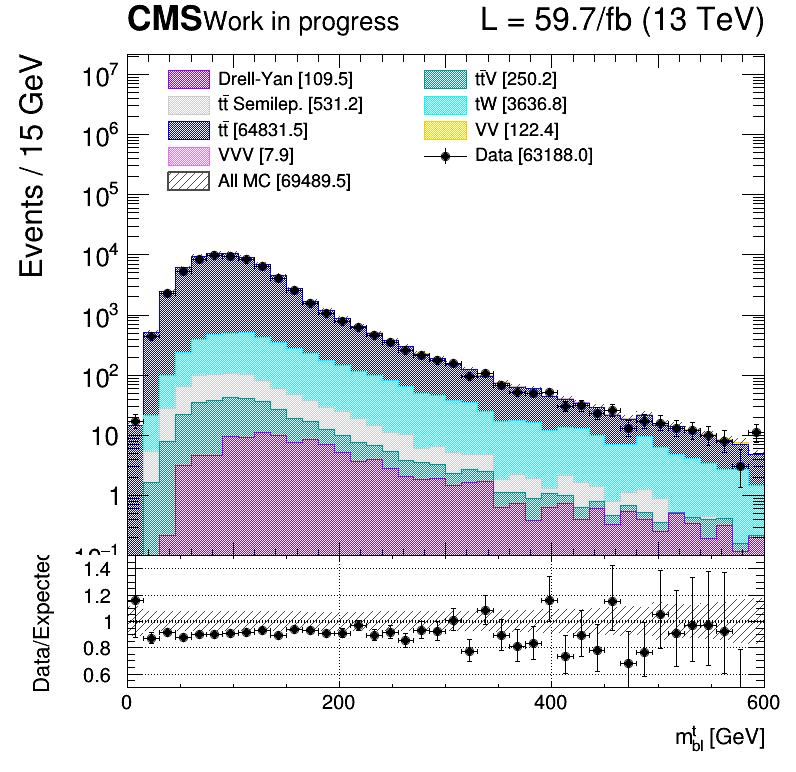 CMS Work in progress L = 59.7/fb (13 TeV)
Events / 15 GeV
Drell-Yan [109.5] tt̄V [250.2]
tt̄ Semilep. [531.2] tW [3636.8]
tt̄ [64831.5] VV [122.4]
VVV [7.9] Data [63188.0]
All MC [69489.5]
10⁷
10⁶
10⁵
10⁴
10³
10²
10
1
10⁻¹
Data/Expected
1.4
1.2
1
0.8
0.6
0 200 400 600
mᵗ_bl [GeV]